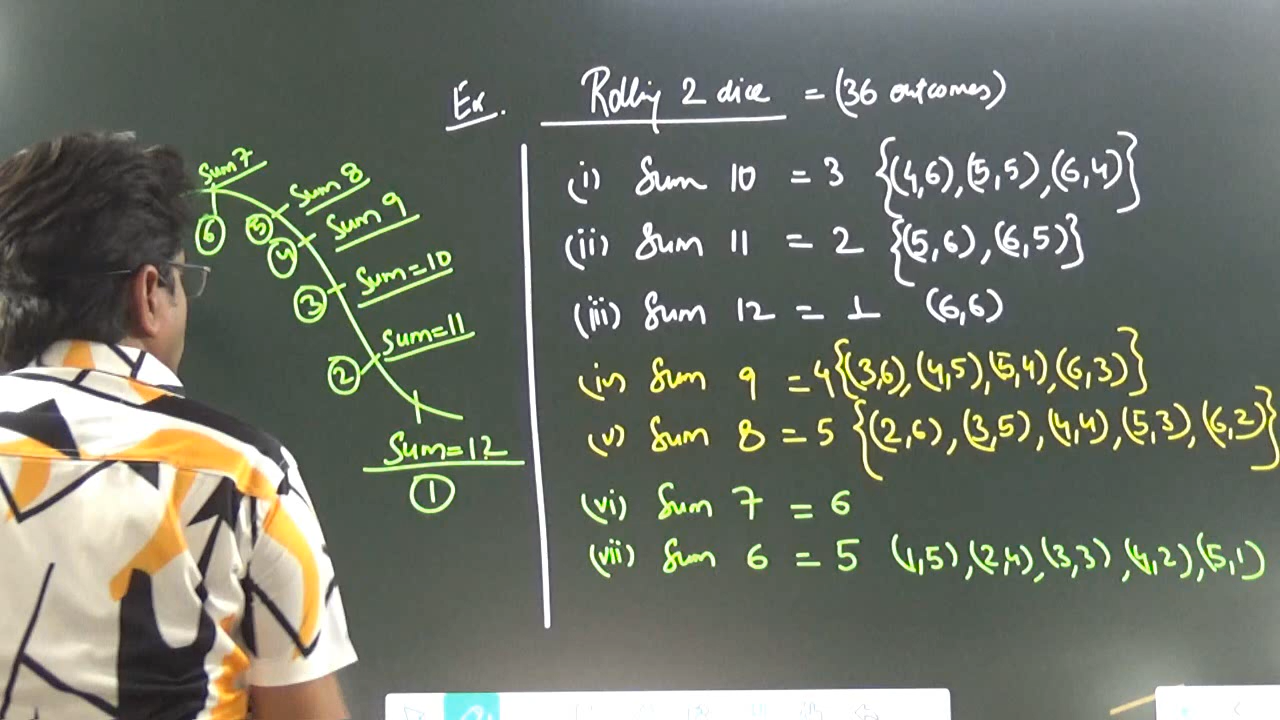 Ex. Rolling 2 dice = (36 outcomes)
(i) Sum 10 = 3 {(4,6),(5,5),(6,4)}
(ii) Sum 11 = 2 {(5,6),(6,5)}
(iii) Sum 12 = 1 (6,6)
(iv) Sum 9 = 4{(3,6),(4,5),(5,4),(6,3)}
(v) Sum 8 = 5 {(2,6),(3,5),(4,4),(5,3),(6,2)}
(vi) Sum 7 = 6
(vii) Sum 6 = 5 (1,5),(2,4),(3,3),(4,2),(5,1)
Sum 7
6
Sum 8
5
Sum 9
4
Sum=10
3
Sum=11
2
Sum=12
1